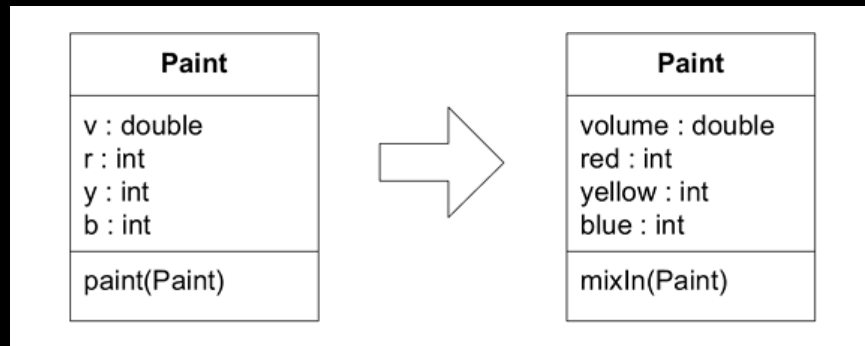 Paint
v : double
r : int
y : int
b : int
paint(Paint)
Paint
volume : double
red : int
yellow : int
blue : int
mixIn(Paint)